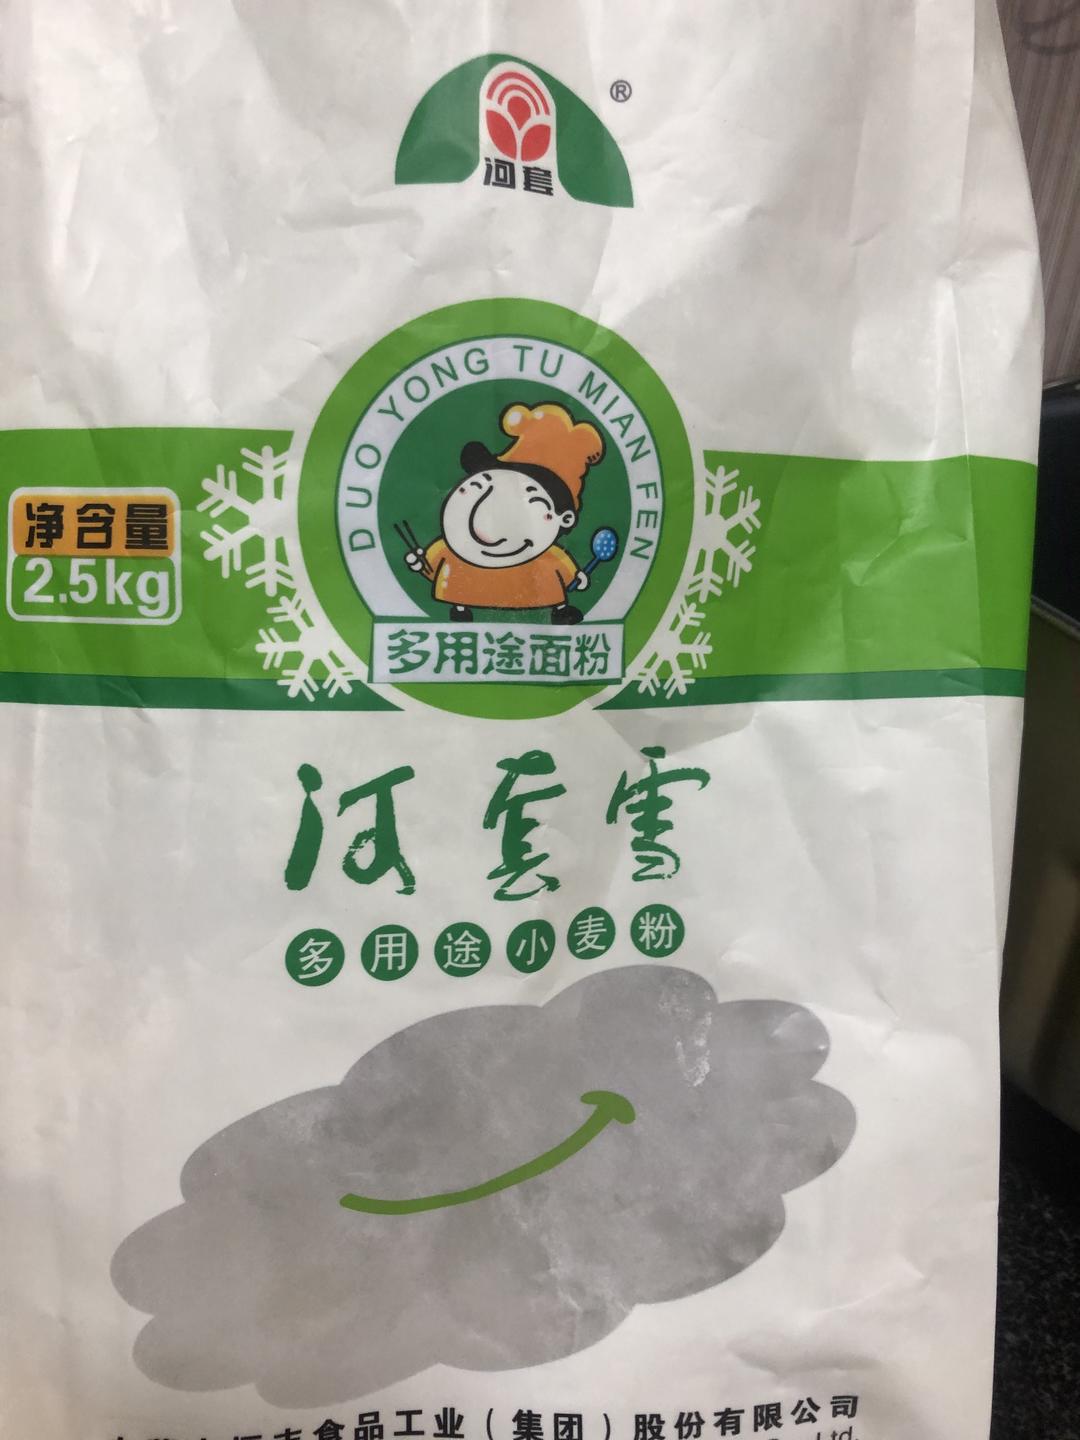 ®
河套
DUO YONG TU MIAN FEN
净含量
2.5kg
多用途面粉
河套雪
多用途小麦粉
食品工业（集团）股份有限公司
Ltd.